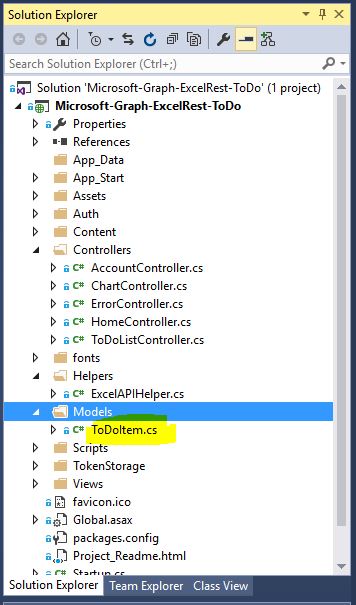 Solution Explorer
Search Solution Explorer (Ctrl+;)
Solution 'Microsoft-Graph-ExcelRest-ToDo' (1 project)
Microsoft-Graph-ExcelRest-ToDo
Properties
References
App_Data
App_Start
Assets
Auth
Content
Controllers
C# AccountController.cs
C# ChartController.cs
C# ErrorController.cs
C# HomeController.cs
C# ToDoListController.cs
fonts
Helpers
C# ExcelAPIHelper.cs
Models
C# ToDoItem.cs
Scripts
TokenStorage
Views
favicon.ico
Global.asax
packages.config
Project_Readme.html
C# Startup.cs
Solution Explorer Team Explorer Class View